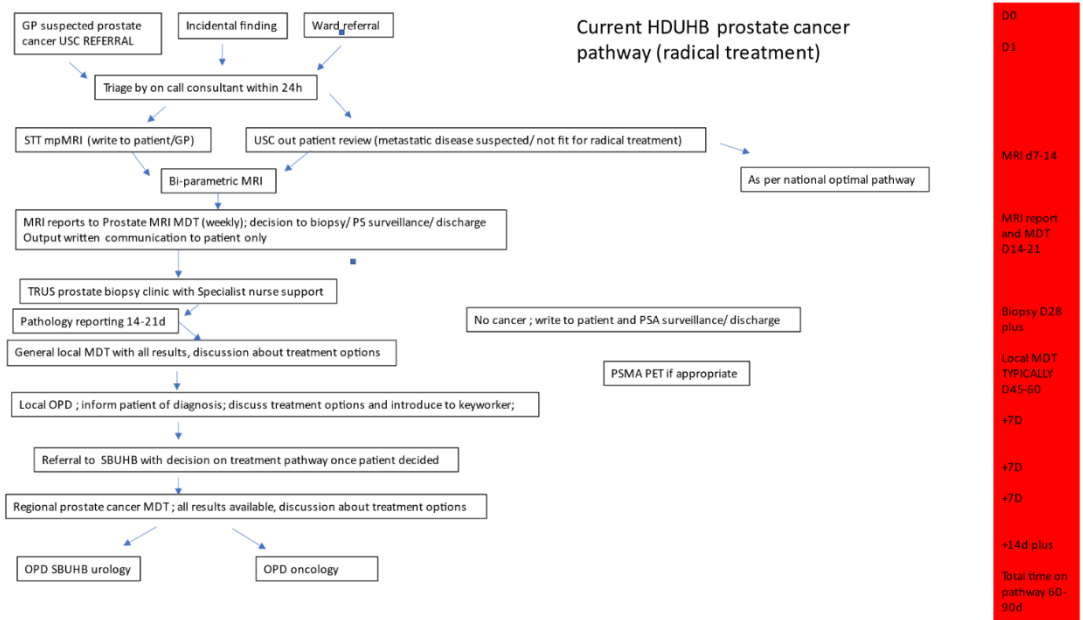 Current HDUHB prostate cancer
pathway (radical treatment)
GP suspected prostate
cancer USC REFERRAL
Incidental finding
Ward referral
Triage by on call consultant within 24h
STT mpMRI (write to patient/GP)
USC out patient review (metastatic disease suspected/ not fit for radical treatment)
Bi-parametric MRI
As per national optimal pathway
MRI reports to Prostate MRI MDT (weekly); decision to biopsy/ PS surveillance/ discharge
Output written communication to patient only
TRUS prostate biopsy clinic with Specialist nurse support
Pathology reporting 14-21d
No cancer ; write to patient and PSA surveillance/ discharge
General local MDT with all results, discussion about treatment options
PSMA PET if appropriate
Local OPD ; inform patient of diagnosis; discuss treatment options and introduce to keyworker;
Referral to SBUHB with decision on treatment pathway once patient decided
Regional prostate cancer MDT ; all results available, discussion about treatment options
OPD SBUHB urology
OPD oncology
D0
D1
MRI d7-14
MRI report
and MDT
D14-21
Biopsy D28
plus
Local MDT
TYPICALLY
D45-60
+7D
+7D
+7D
+14d plus
Total time on
pathway 60-
90d